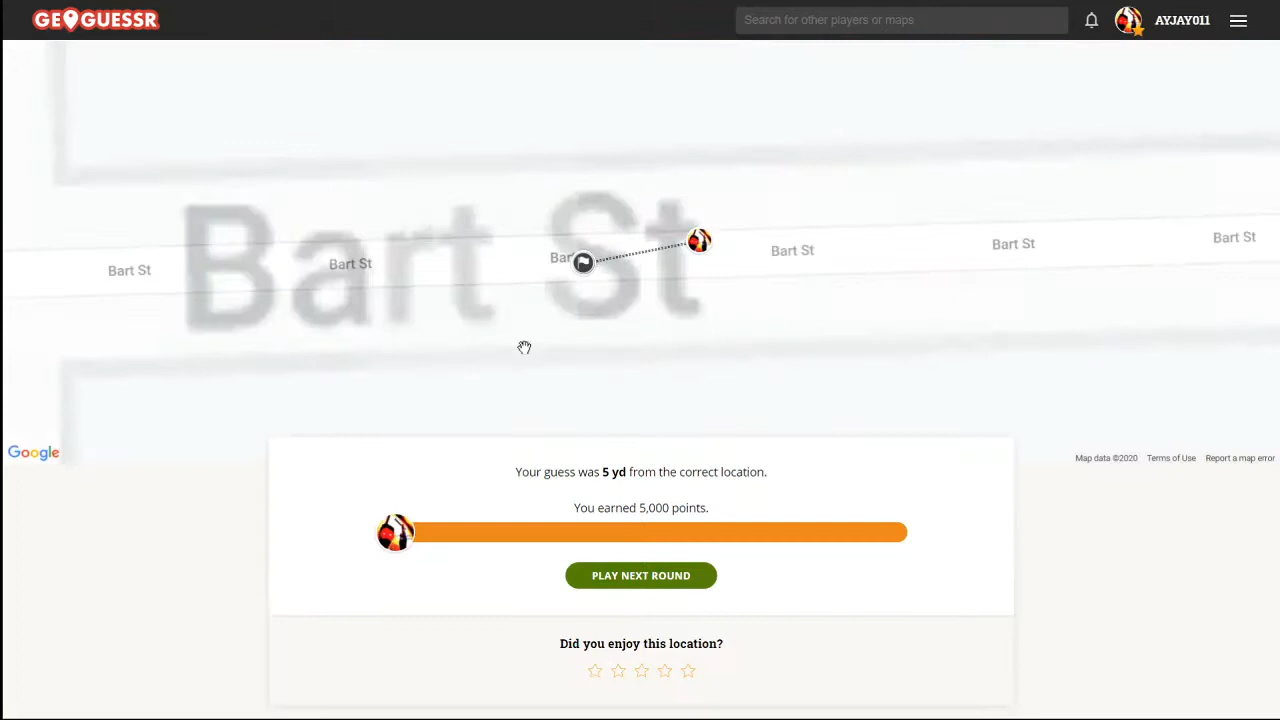 GEOGUESSR
Search for other players or maps
AYJAY011
Bart St
Bart St
Bart St
Bart St
Bart St
Bart St
Google
Map data ©2020 Terms of Use Report a map error
Your guess was 5 yd from the correct location.
You earned 5,000 points.
PLAY NEXT ROUND
Did you enjoy this location?